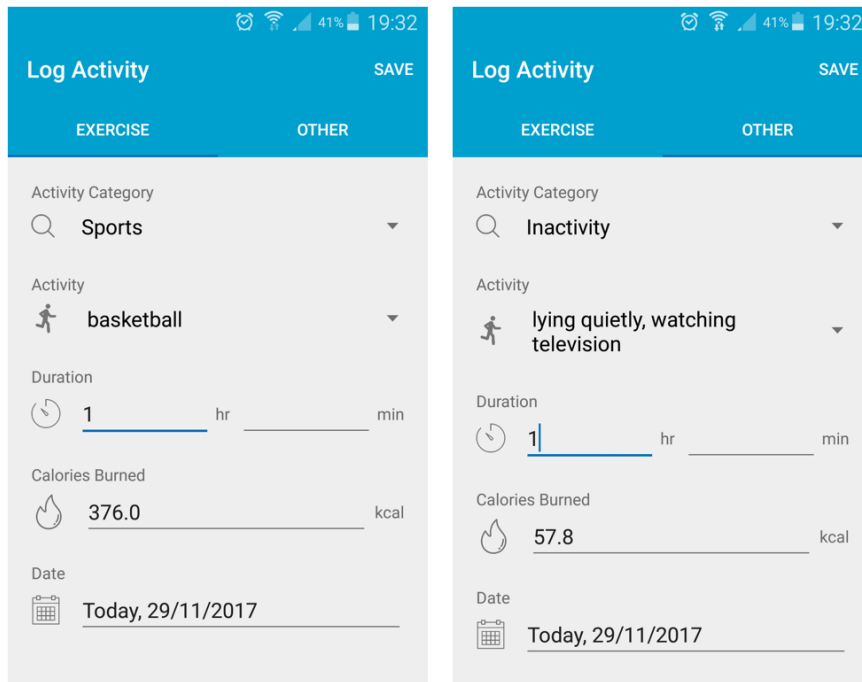 41% 19:32
Log Activity SAVE
EXERCISE OTHER
Activity Category
Sports
Activity
basketball
Duration
1 hr min
Calories Burned
376.0 kcal
Date
Today, 29/11/2017
41% 19:32
Log Activity SAVE
EXERCISE OTHER
Activity Category
Inactivity
Activity
lying quietly, watching
television
Duration
1 hr min
Calories Burned
57.8 kcal
Date
Today, 29/11/2017